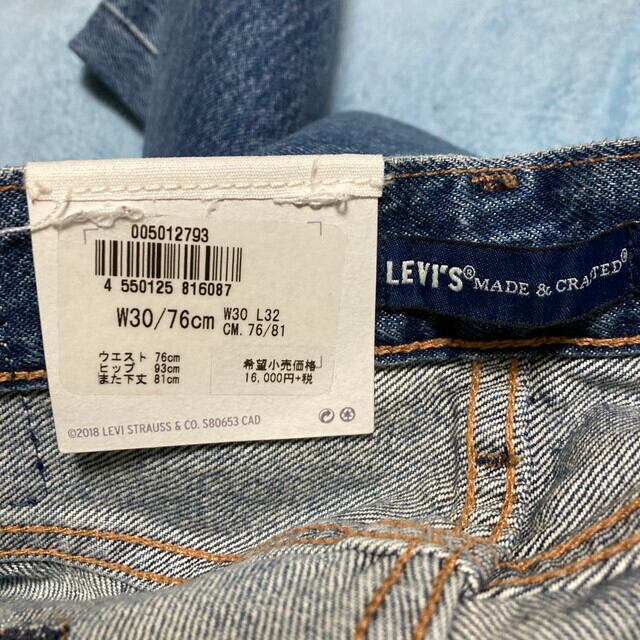 005012793
4 550125 816087
W30/76cm
W30 L32
CM. 76/81
ウエスト 76cm
ヒップ 93cm
また下丈 81cm
希望小売価格
16,000円+税
©2018 LEVI STRAUSS & CO. S80653 CAD
LEVI'S® MADE & CRAFTED®